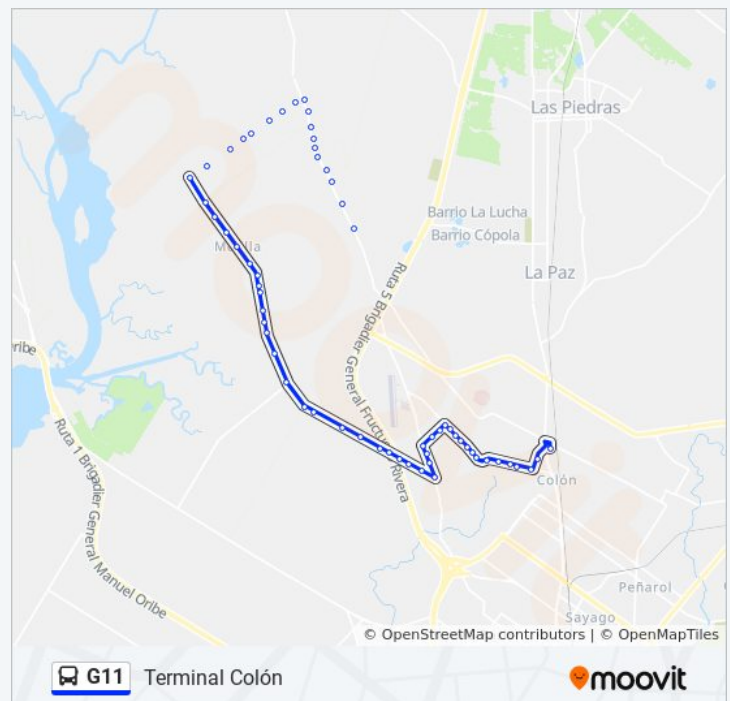 Las Piedras
Barrio La Lucha
Barrio Cópola
La Paz
Melilla
Ruta 5 Brigadier General Fructuoso Rivera
oribe
Ruta 1 Brigadier General Manuel Oribe
Colón
Peñarol
Sayago
© OpenStreetMap contributors | © OpenMapTiles
G11 Terminal Colón
moovit